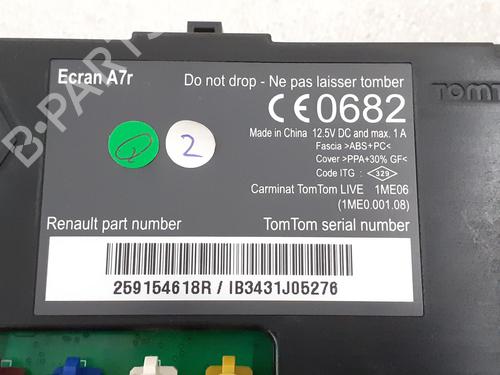 Ecran A7r
Do not drop - Ne pas laisser tomber
CE0682
Made in China 12.5V DC and max. 1 A
Fascia >ABS+PC<
Cover >PPA+30% GF<
Code ITG : 329
Carminat TomTom LIVE 1ME06
(1ME0.001.08)
Renault part number
TomTom serial number
259154618R / IB3431J05276
2
TOMT
B-PARTS